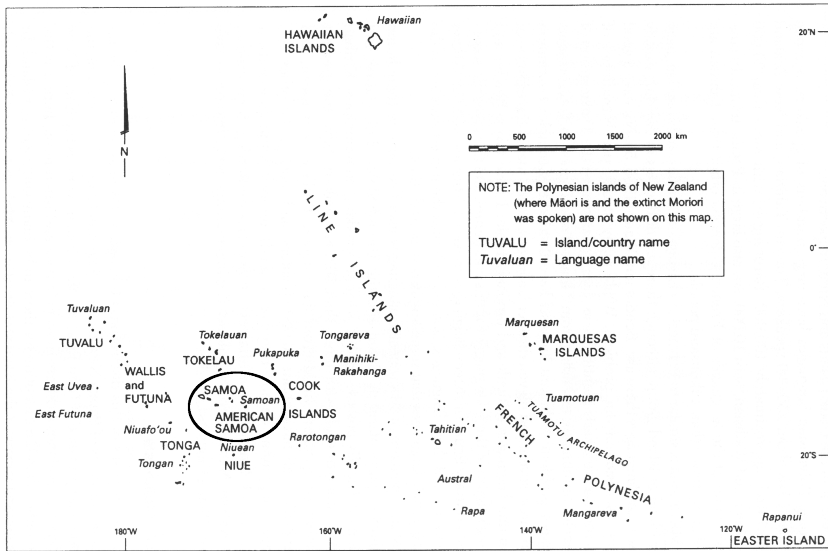 Hawaiian
HAWAIIAN
ISLANDS
20°N
N
0 500 1000 1500 2000 km
NOTE: The Polynesian islands of New Zealand
(where Māori is and the extinct Moriori
was spoken) are not shown on this map.
TUVALU = Island/country name
Tuvaluan = Language name
LINE ISLANDS
0°
Tuvaluan
TUVALU
Tokelauan
TOKELAU
Pukapuka
Tongareva
Manihiki-
Rakahanga
Marquesan
MARQUESAS
ISLANDS
WALLIS
and
FUTUNA
East Uvea
East Futuna
SAMOA
Samoan
AMERICAN
SAMOA
COOK
ISLANDS
Niuafo'ou
TONGA
Tongan
Niuean
NIUE
Rarotongan
Tahitian
Tuamotuan
TUAMOTU ARCHIPELAGO
FRENCH
POLYNESIA
Austral
Rapa
Mangareva
20°S
Rapanui
EASTER ISLAND
180°W
160°W
140°W
120°W